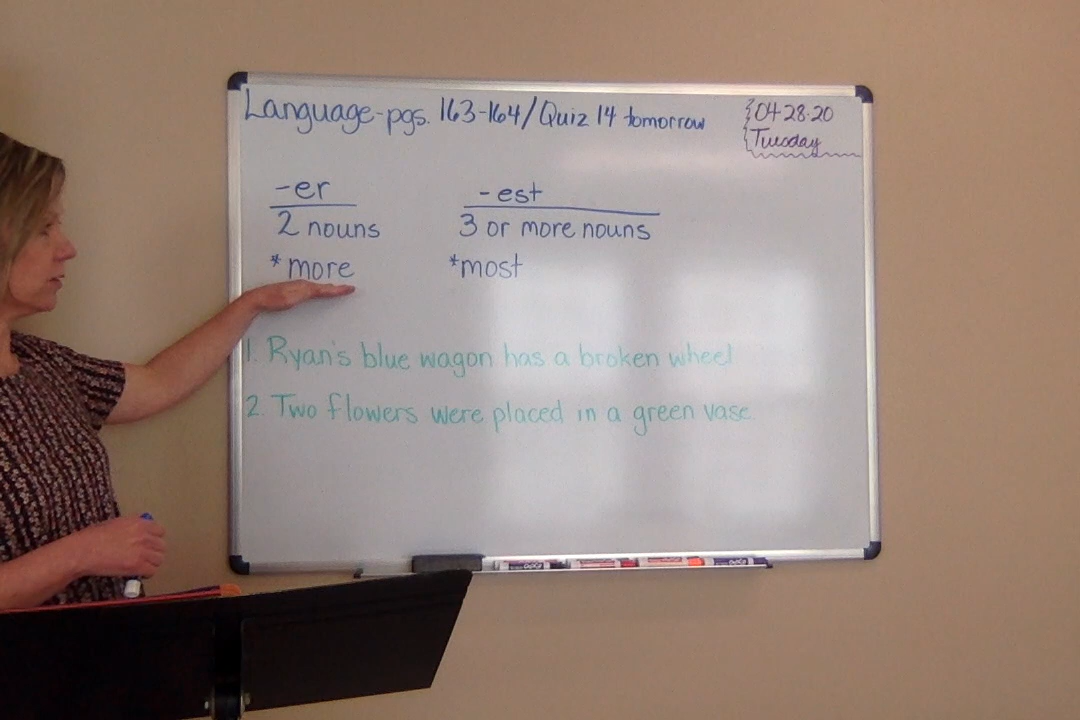 Language-pgs. 163-164/Quiz 14 tomorrow
04-28-20
Tuesday
-er
-est
2 nouns
3 or more nouns
*more
*most
1. Ryan's blue wagon has a broken wheel
2. Two flowers were placed in a green vase